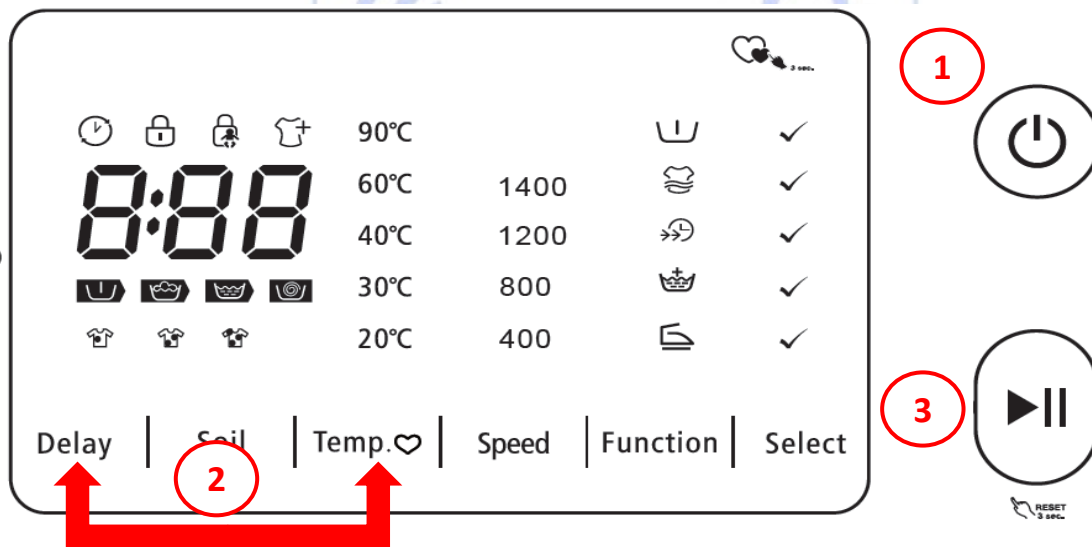 1
3 sec.
90°C
8:88
60°C
1400
40°C
1200
30°C
800
20°C
400
3
Delay
Soil
Temp.
Speed
Function
Select
2
RESET
3 sec.